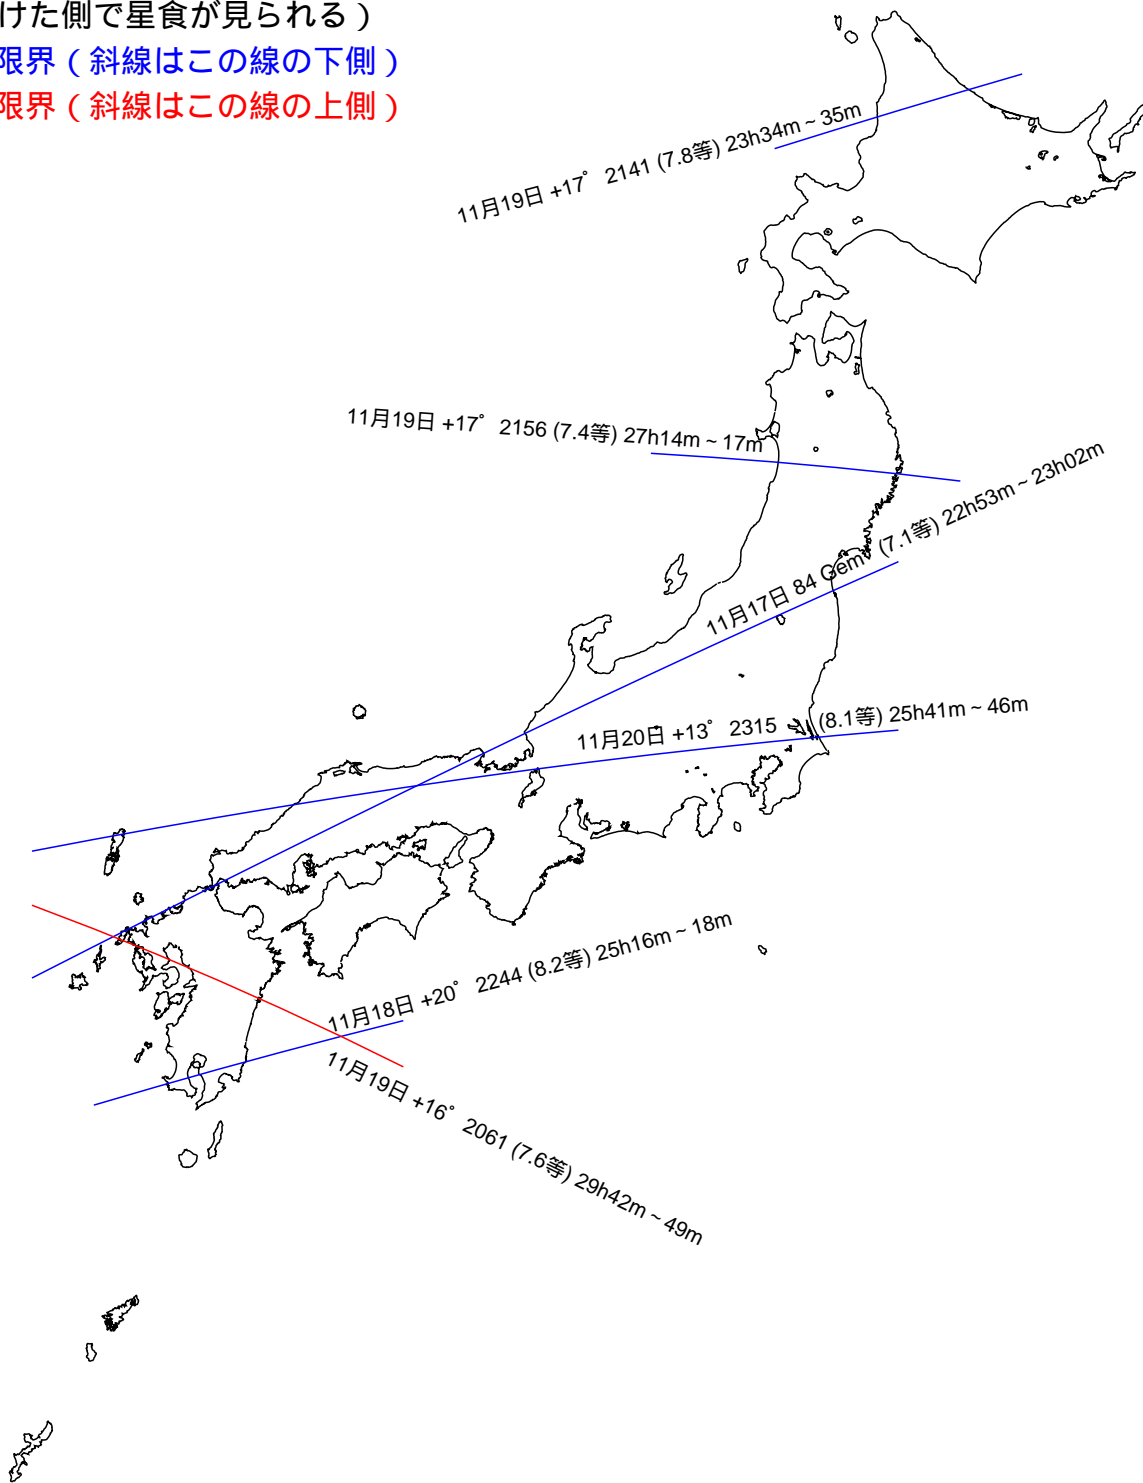 けた側で星食が見られる）
限界（斜線はこの線の下側）
限界（斜線はこの線の上側）
11月19日 +17ﾟ 2141 (7.8等) 23h34m ~ 35m
11月19日 +17ﾟ 2156 (7.4等) 27h14m ~ 17m
11月17日 84 Gem (7.1等) 22h53m ~ 23h02m
11月20日 +13ﾟ 2315 (8.1等) 25h41m ~ 46m
11月18日 +20ﾟ 2244 (8.2等) 25h16m ~ 18m
11月19日 +16ﾟ 2061 (7.6等) 29h42m ~ 49m